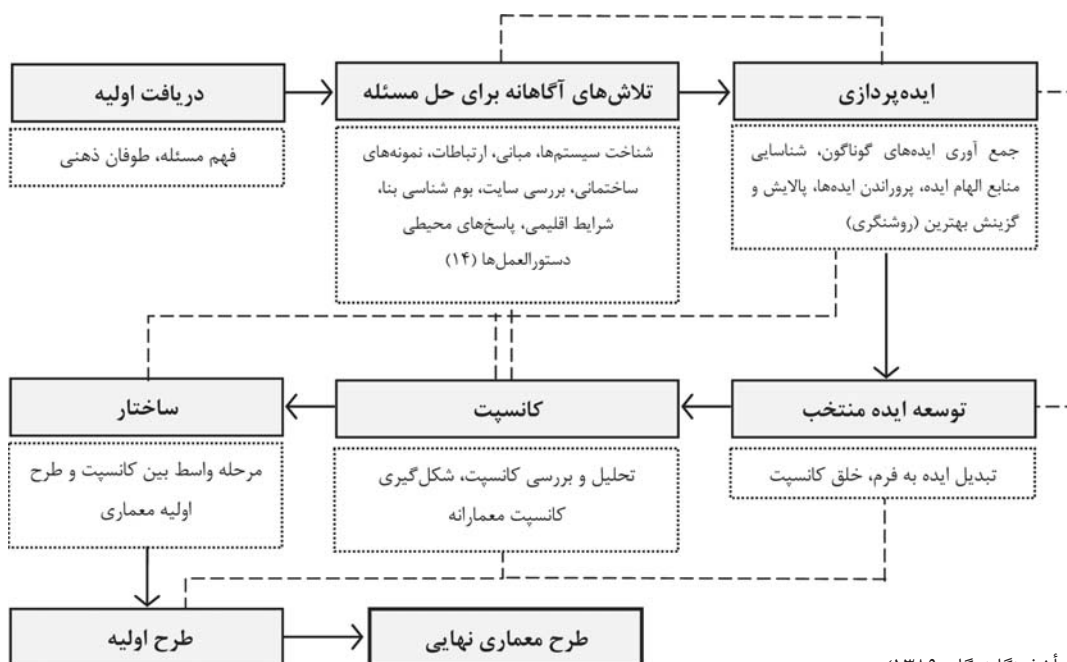 دریافت اولیه
فهم مسئله، طوفان ذهنی
تلاش‌های آگاهانه برای حل مسئله
شناخت سیستم‌ها، مبانی، ارتباطات، نمونه‌های
ساختمانی، بررسی سایت، بوم شناسی بنا،
شرایط اقلیمی، پاسخ‌های محیطی
دستورالعمل‌ها (۱۴)
ایده‌پردازی
جمع آوری ایده‌های گوناگون، شناسایی
منابع الهام ایده، پروراندن ایده‌ها، پالایش و
گزینش بهترین (روشنگری)
توسعه ایده منتخب
تبدیل ایده به فرم، خلق کانسپت
کانسپت
تحلیل و بررسی کانسپت، شکل‌گیری
کانسپت معمارانه
ساختار
مرحله واسط بین کانسپت و طرح
اولیه معماری
طرح اولیه
طرح معماری نهایی